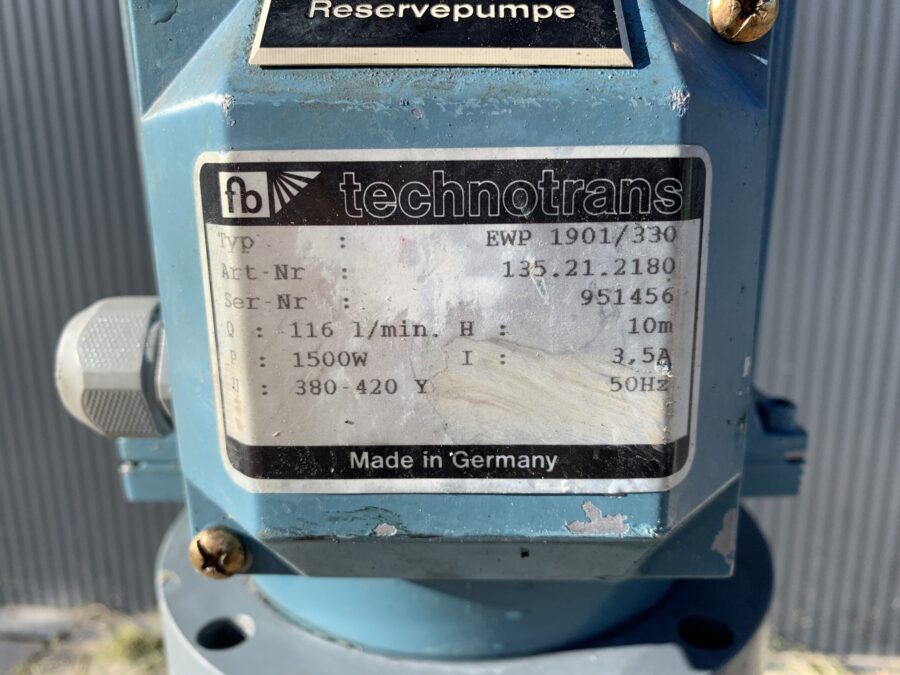 Reservepumpe
fb technotrans
Typ : EWP 1901/330
Art-Nr : 135.21.2180
Ser-Nr : 951456
Q : 116 l/min. H : 10m
P : 1500W I : 3,5A
U : 380-420 Y 50Hz
Made in Germany